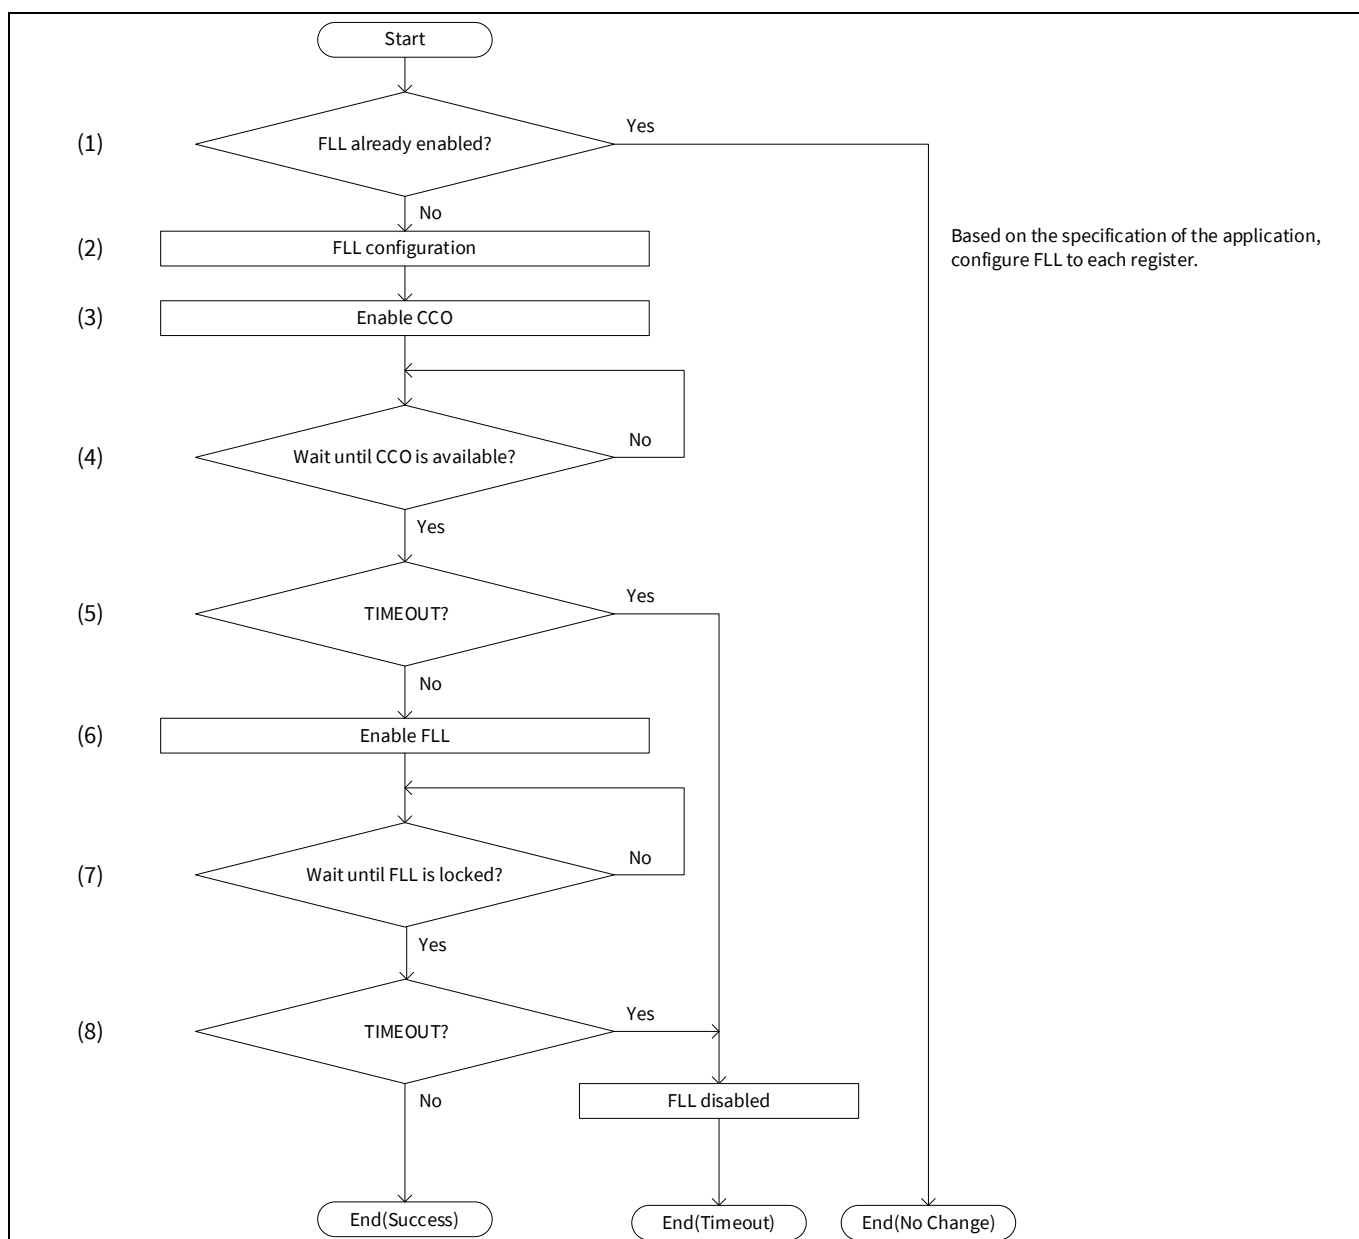 Start
(1)
FLL already enabled?
Yes
No
(2)
FLL configuration
Based on the specification of the application,
configure FLL to each register.
(3)
Enable CCO
(4)
Wait until CCO is available?
No
Yes
(5)
TIMEOUT?
Yes
No
(6)
Enable FLL
(7)
Wait until FLL is locked?
No
Yes
(8)
TIMEOUT?
Yes
No
FLL disabled
End(Success)
End(Timeout)
End(No Change)